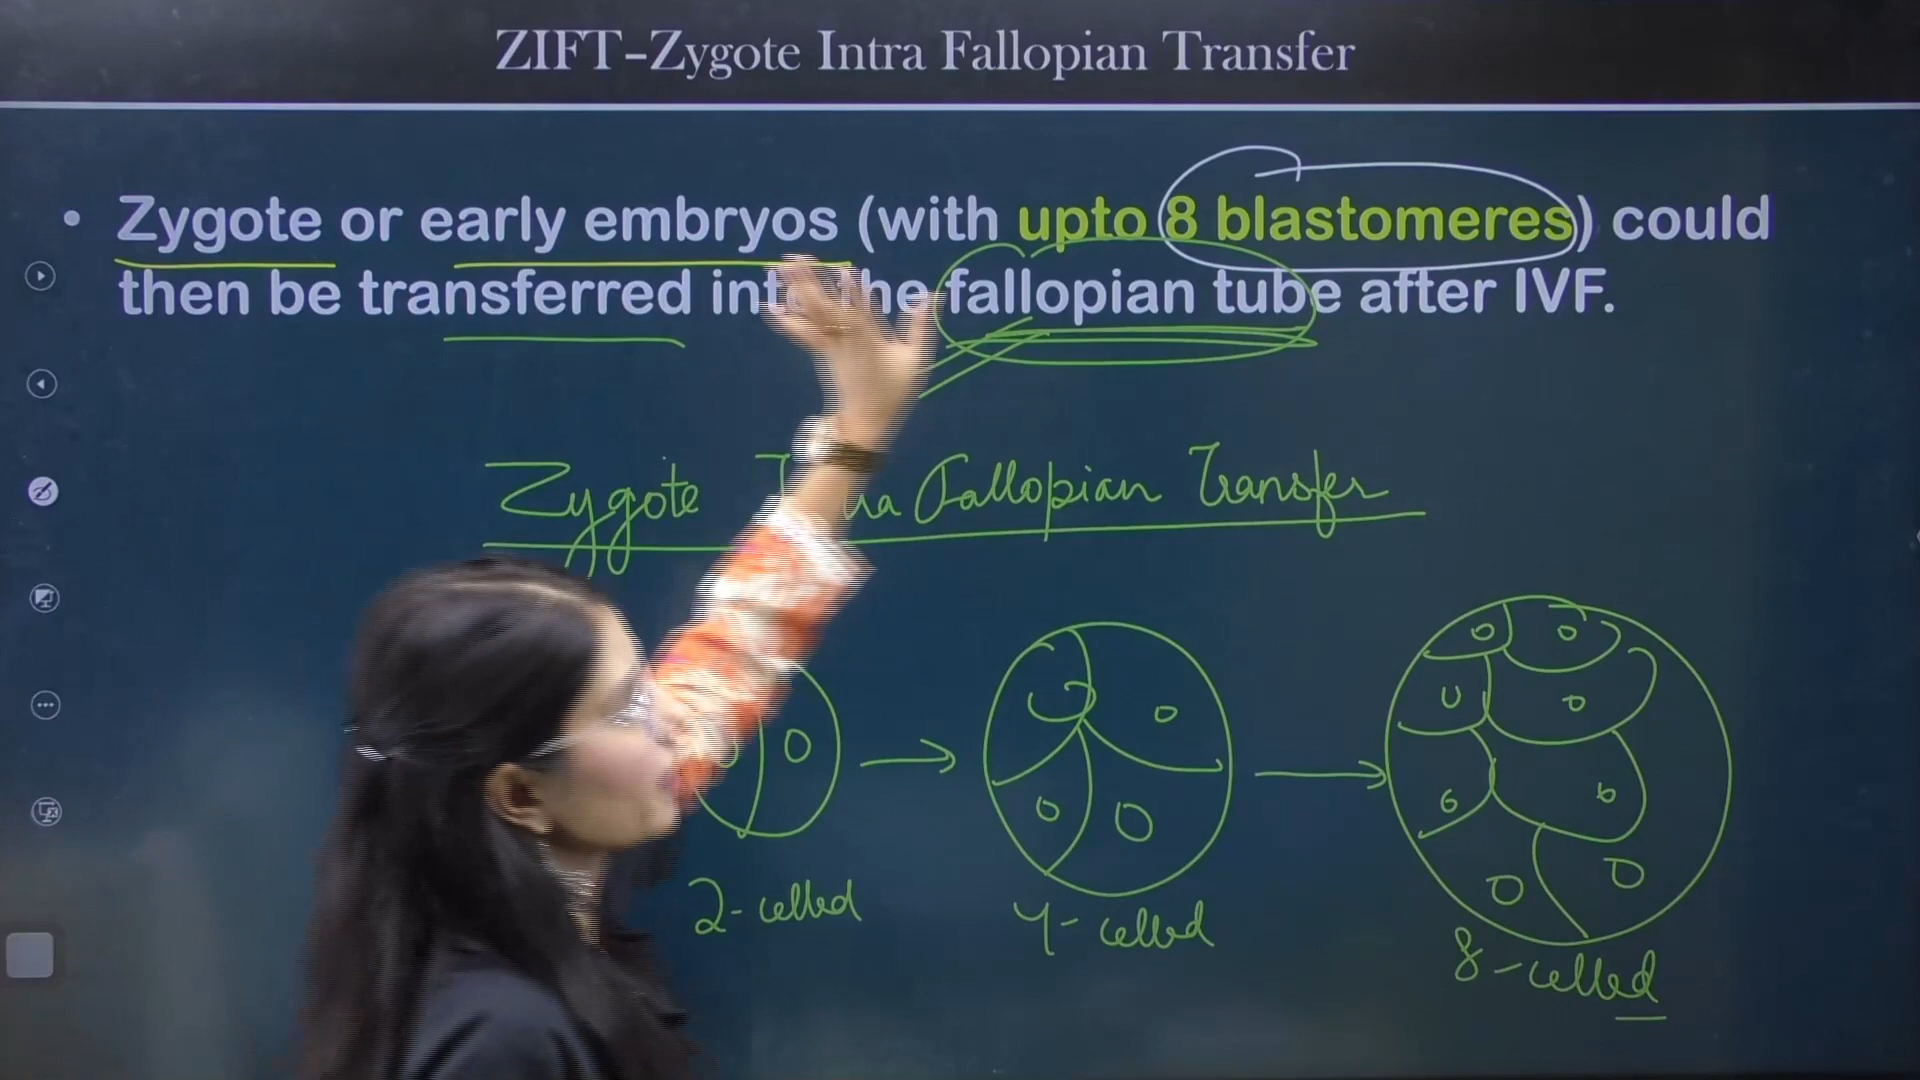 ZIFT-Zygote Intra Fallopian Transfer
• Zygote or early embryos (with upto 8 blastomeres) could
then be transferred into the fallopian tube after IVF.
Zygote Fallopian Transfer
2-celled
4-celled
8-celled